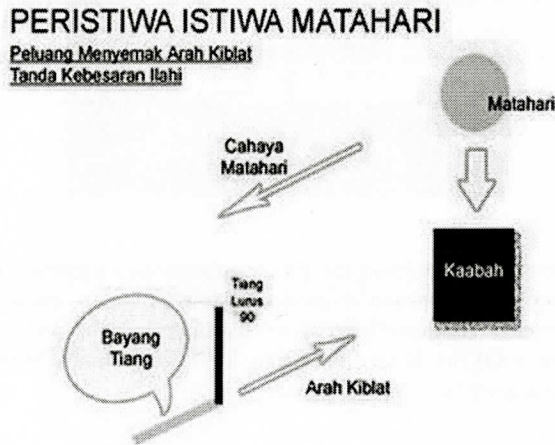 PERISTIWA ISTIWA MATAHARI
Peluang Menyemak Arah Kiblat
Tanda Kebesaran Ilahi
Matahari
Cahaya
Matahari
Kaabah
Tiang
Lurus
90
Bayang
Tiang
Arah Kiblat